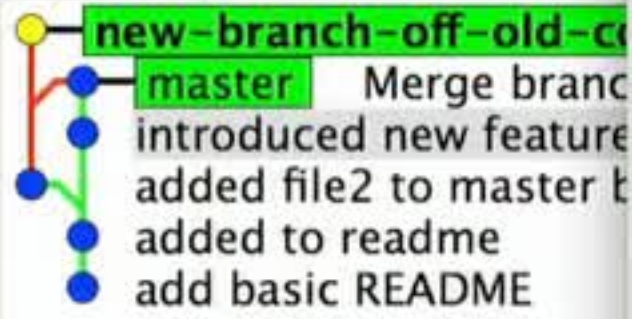 new-branch-off-old-c
master Merge branc
introduced new feature
added file2 to master b
added to readme
add basic README